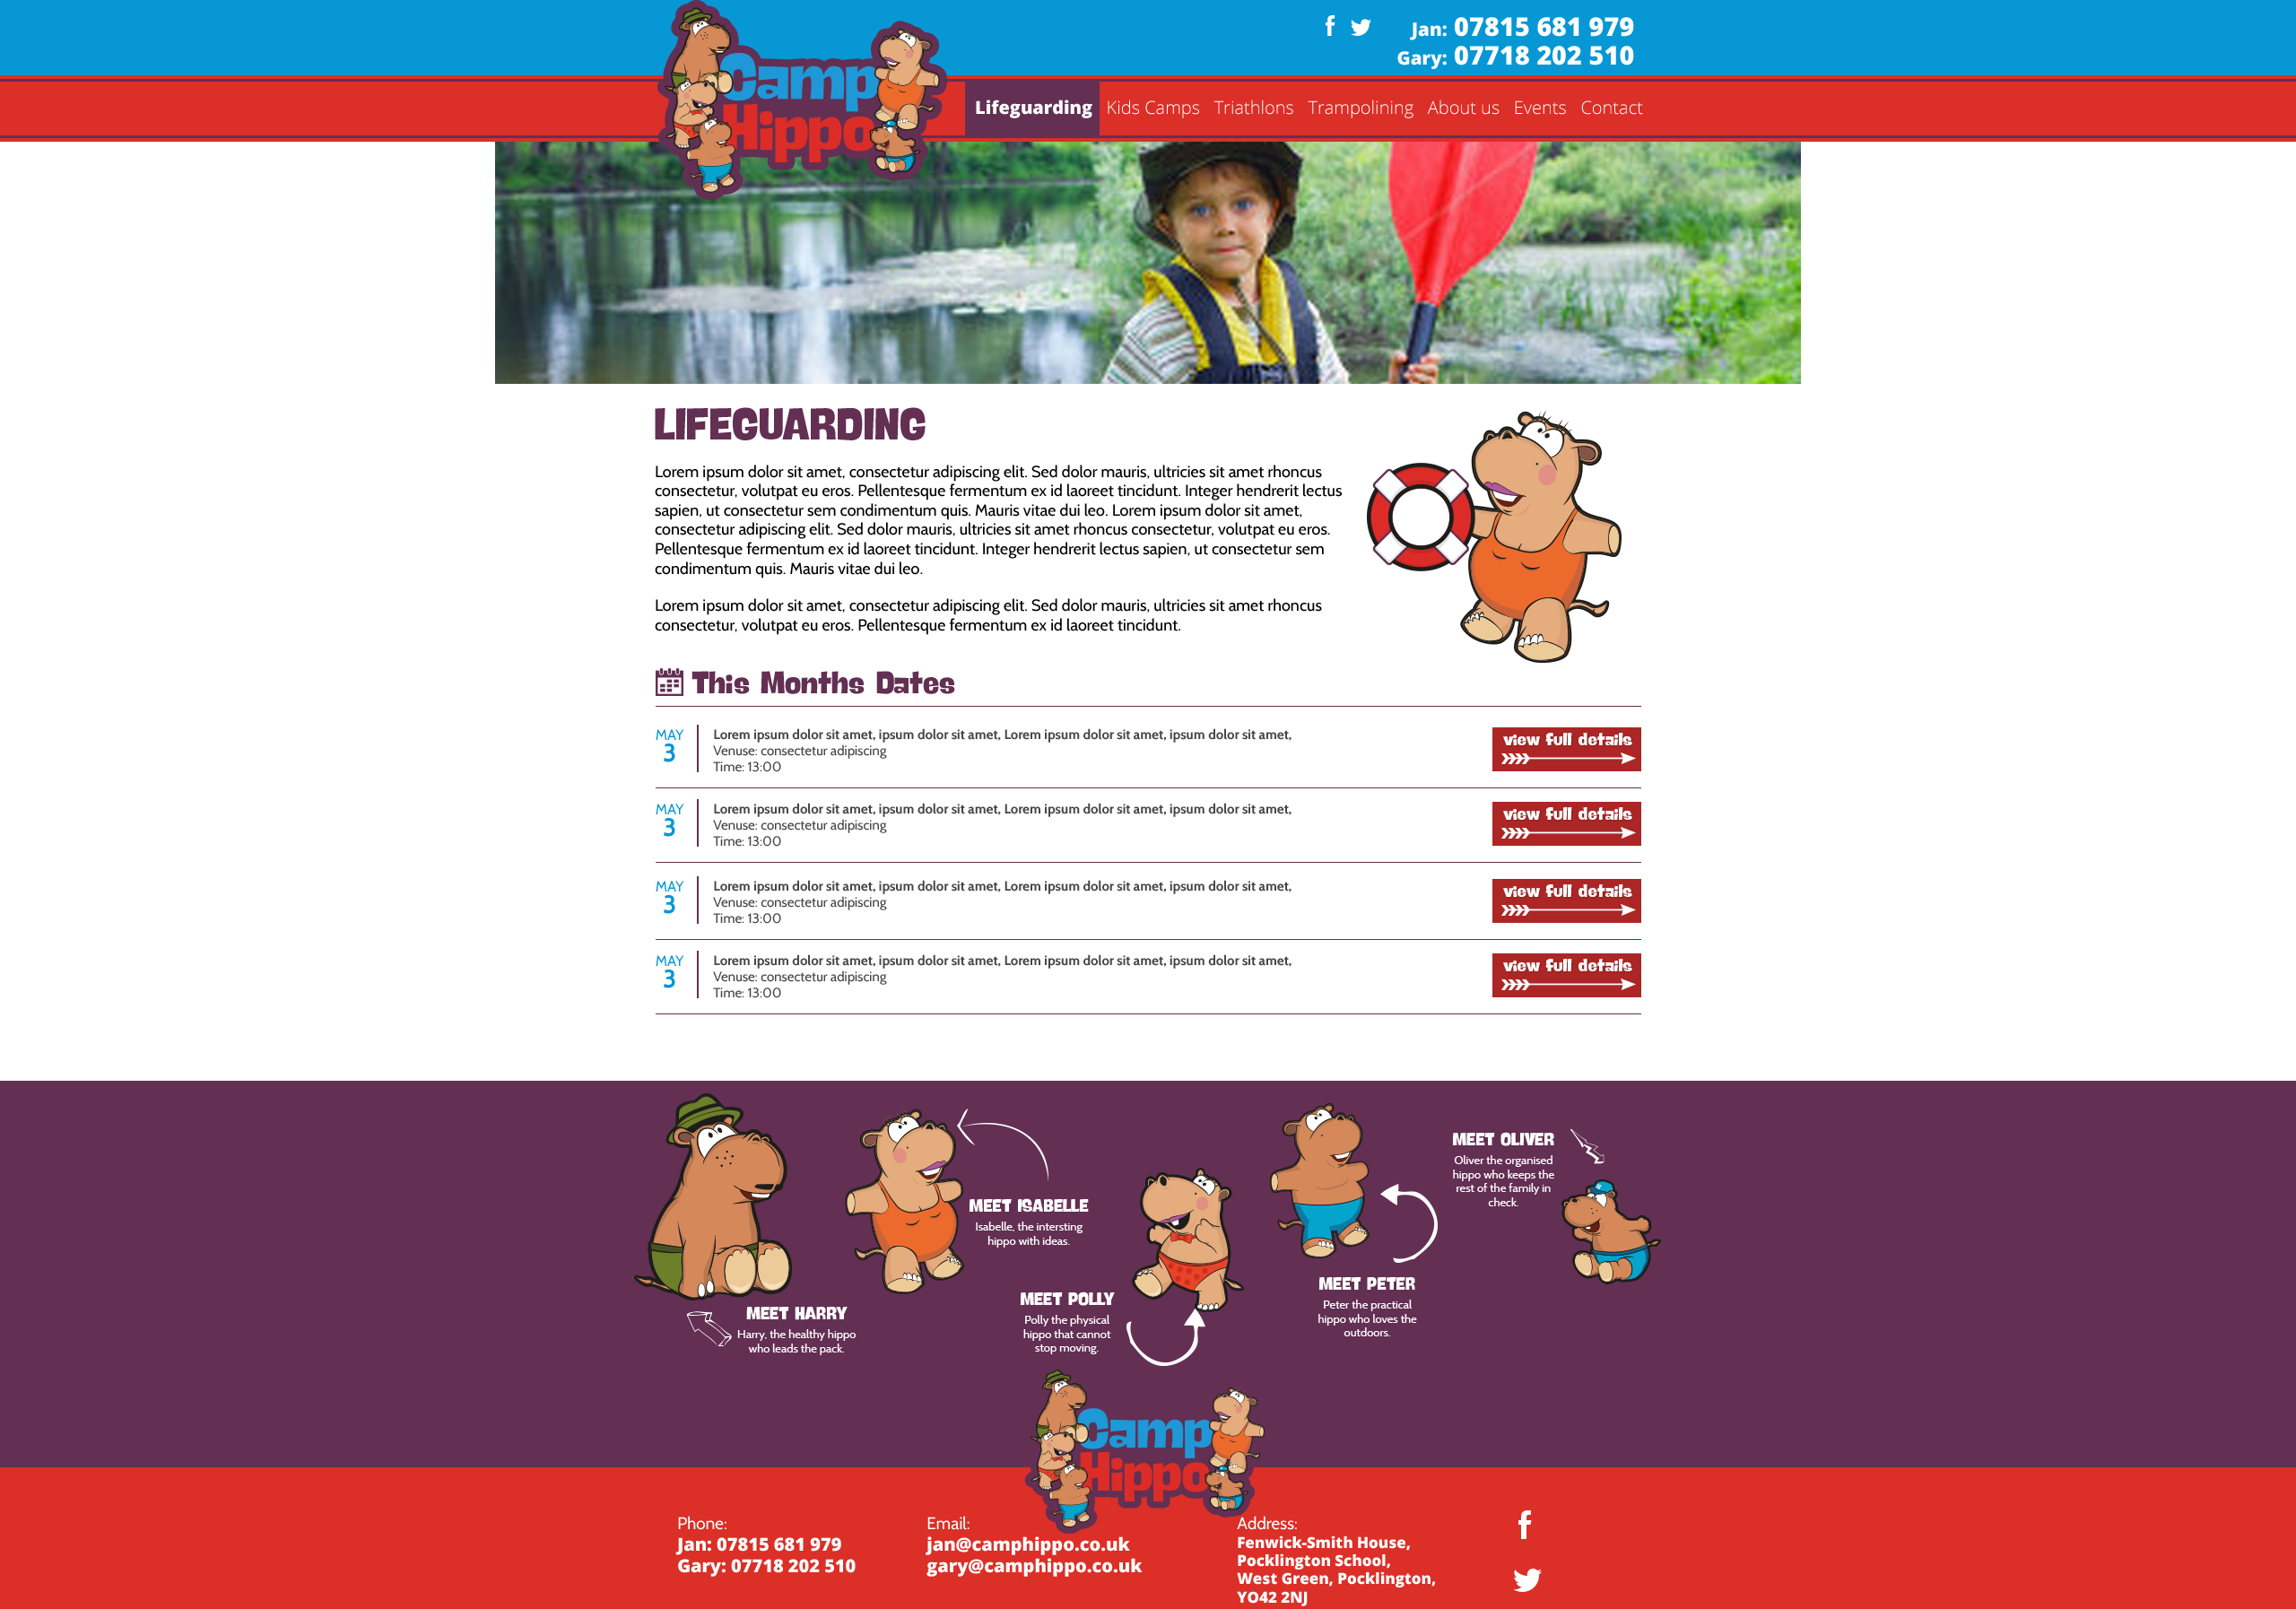 Camp
Hippo
Jan: 07815 681 979
Gary: 07718 202 510
Lifeguarding Kids Camps Triathlons Trampolining About us Events Contact
LIFEGUARDING
Lorem ipsum dolor sit amet, consectetur adipiscing elit. Sed dolor mauris, ultricies sit amet rhoncus
consectetur, volutpat eu eros. Pellentesque fermentum ex id laoreet tincidunt. Integer hendrerit lectus
sapien, ut consectetur sem condimentum quis. Mauris vitae dui leo. Lorem ipsum dolor sit amet,
consectetur adipiscing elit. Sed dolor mauris, ultricies sit amet rhoncus consectetur, volutpat eu eros.
Pellentesque fermentum ex id laoreet tincidunt. Integer hendrerit lectus sapien, ut consectetur sem
condimentum quis. Mauris vitae dui leo.
Lorem ipsum dolor sit amet, consectetur adipiscing elit. Sed dolor mauris, ultricies sit amet rhoncus
consectetur, volutpat eu eros. Pellentesque fermentum ex id laoreet tincidunt.
This Months Dates
MAY
3
Lorem ipsum dolor sit amet, ipsum dolor sit amet, Lorem ipsum dolor sit amet, ipsum dolor sit amet,
Venuse: consectetur adipiscing
Time: 13:00
view full details
MAY
3
Lorem ipsum dolor sit amet, ipsum dolor sit amet, Lorem ipsum dolor sit amet, ipsum dolor sit amet,
Venuse: consectetur adipiscing
Time: 13:00
view full details
MAY
3
Lorem ipsum dolor sit amet, ipsum dolor sit amet, Lorem ipsum dolor sit amet, ipsum dolor sit amet,
Venuse: consectetur adipiscing
Time: 13:00
view full details
MAY
3
Lorem ipsum dolor sit amet, ipsum dolor sit amet, Lorem ipsum dolor sit amet, ipsum dolor sit amet,
Venuse: consectetur adipiscing
Time: 13:00
view full details
MEET HARRY
Harry, the healthy hippo
who leads the pack.
MEET ISABELLE
Isabelle, the intersting
hippo with ideas.
MEET POLLY
Polly the physical
hippo that cannot
stop moving.
MEET PETER
Peter the practical
hippo who loves the
outdoors.
MEET OLIVER
Oliver the organised
hippo who keeps the
rest of the family in
check.
Camp
Hippo
Phone:
Jan: 07815 681 979
Gary: 07718 202 510
Email:
jan@camphippo.co.uk
gary@camphippo.co.uk
Address:
Fenwick-Smith House,
Pocklington School,
West Green, Pocklington,
YO42 2NJ